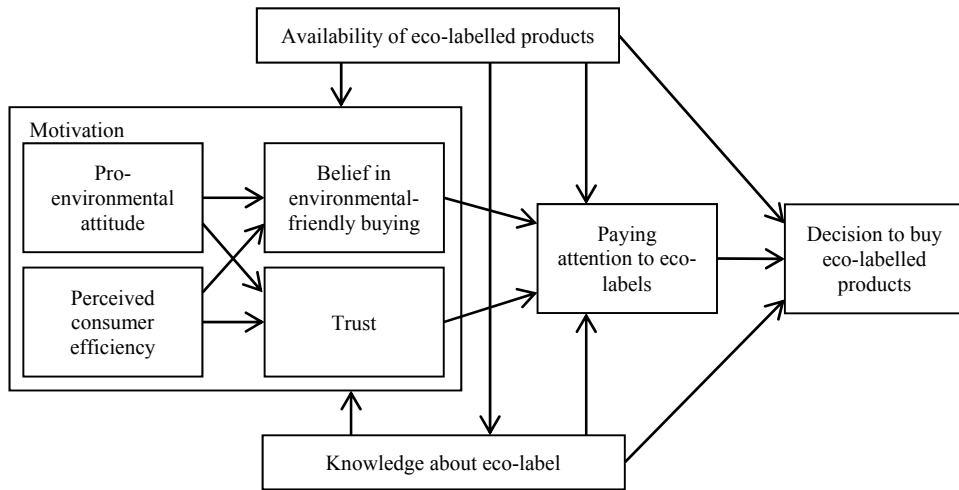 Availability of eco-labelled products
Motivation
Pro-
environmental
attitude
Belief in
environmental-
friendly buying
Perceived
consumer
efficiency
Trust
Paying
attention to eco-
labels
Decision to buy
eco-labelled
products
Knowledge about eco-label